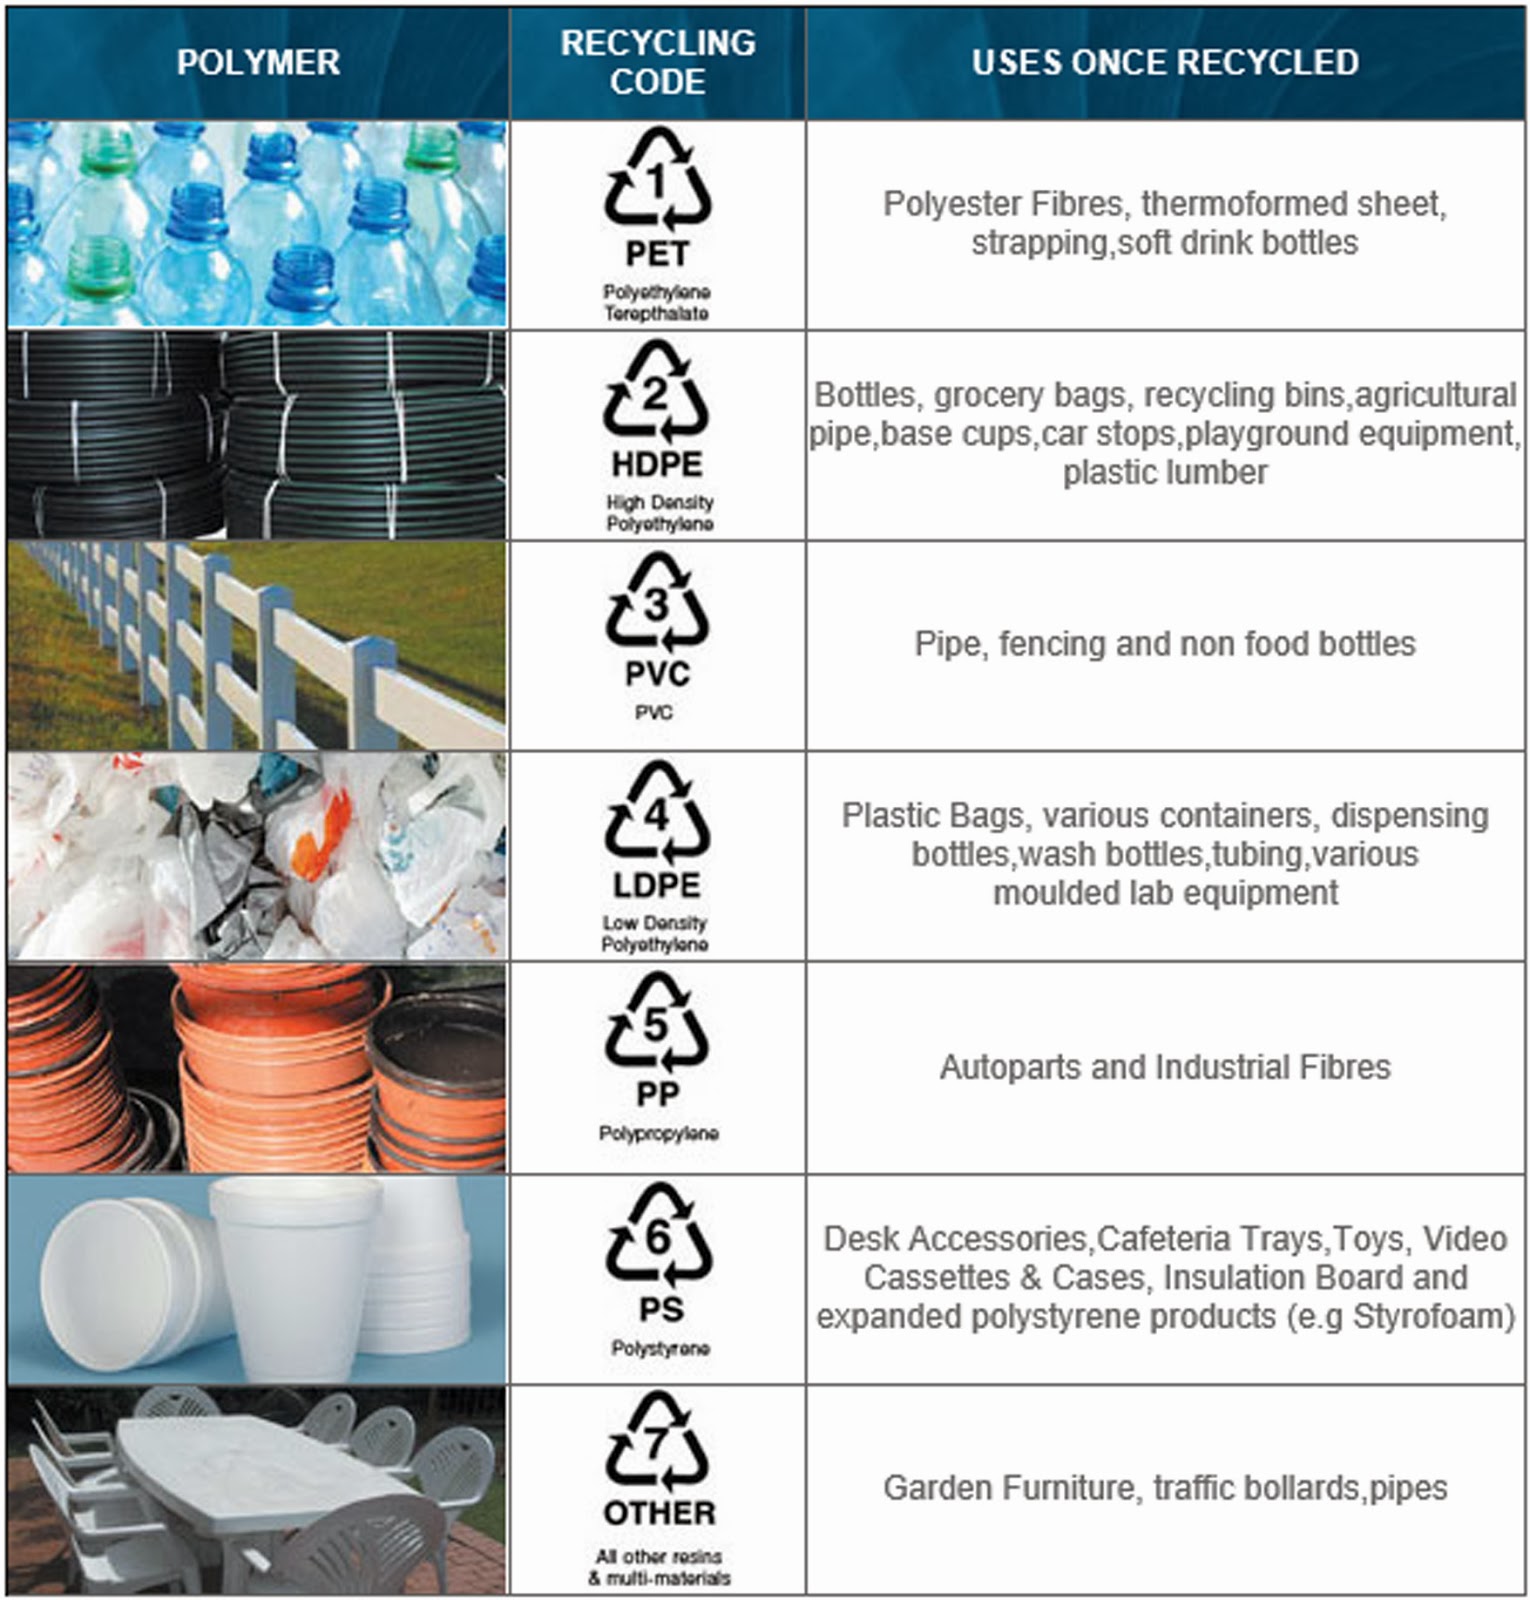 POLYMER
RECYCLING
CODE
USES ONCE RECYCLED
1
PET
Polyethylene
Terepthalate
Polyester Fibres, thermoformed sheet,
strapping,soft drink bottles
2
HDPE
High Density
Polyethylene
Bottles, grocery bags, recycling bins,agricultural
pipe,base cups,car stops,playground equipment,
plastic lumber
3
PVC
PVC
Pipe, fencing and non food bottles
4
LDPE
Low Density
Polyethylene
Plastic Bags, various containers, dispensing
bottles,wash bottles,tubing,various
moulded lab equipment
5
PP
Polypropylene
Autoparts and Industrial Fibres
6
PS
Polystyrene
Desk Accessories,Cafeteria Trays,Toys, Video
Cassettes & Cases, Insulation Board and
expanded polystyrene products (e.g Styrofoam)
7
OTHER
All other resins
& multi-materials
Garden Furniture, traffic bollards,pipes